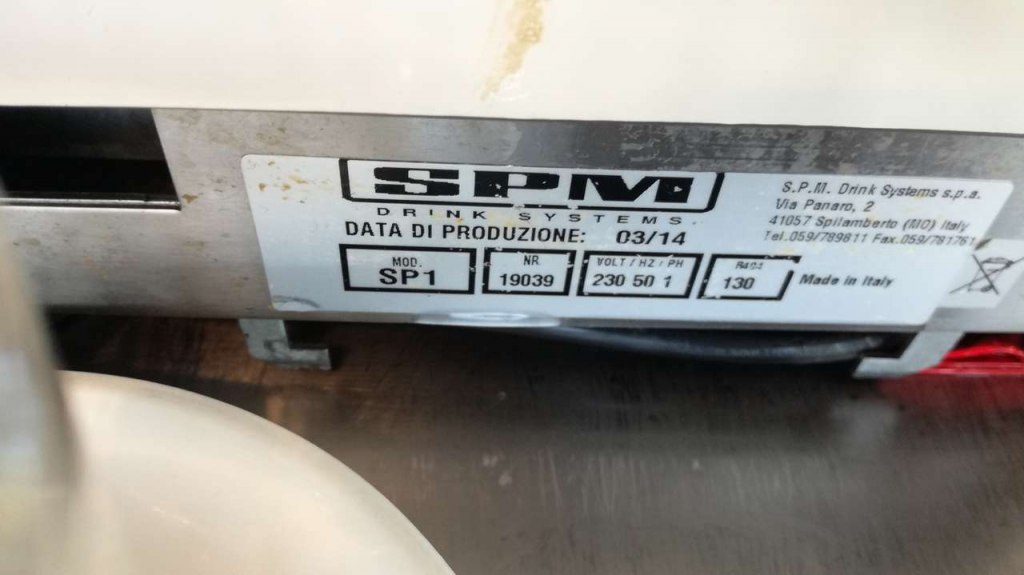 SPM
DRINK SYSTEMS
S.P.M. Drink Systems s.p.a.
Via Panaro, 2
41057 Spilamberto (MO) Italy
Tel.059/789811 Fax.059/781761
DATA DI PRODUZIONE: 03/14
MOD. NR VOLT / HZ / PH R404
SP1 19039 230 50 1 130 Made in Italy